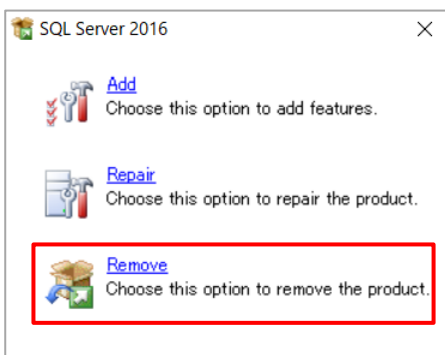 SQL Server 2016
Add
Choose this option to add features.
Repair
Choose this option to repair the product.
Remove
Choose this option to remove the product.